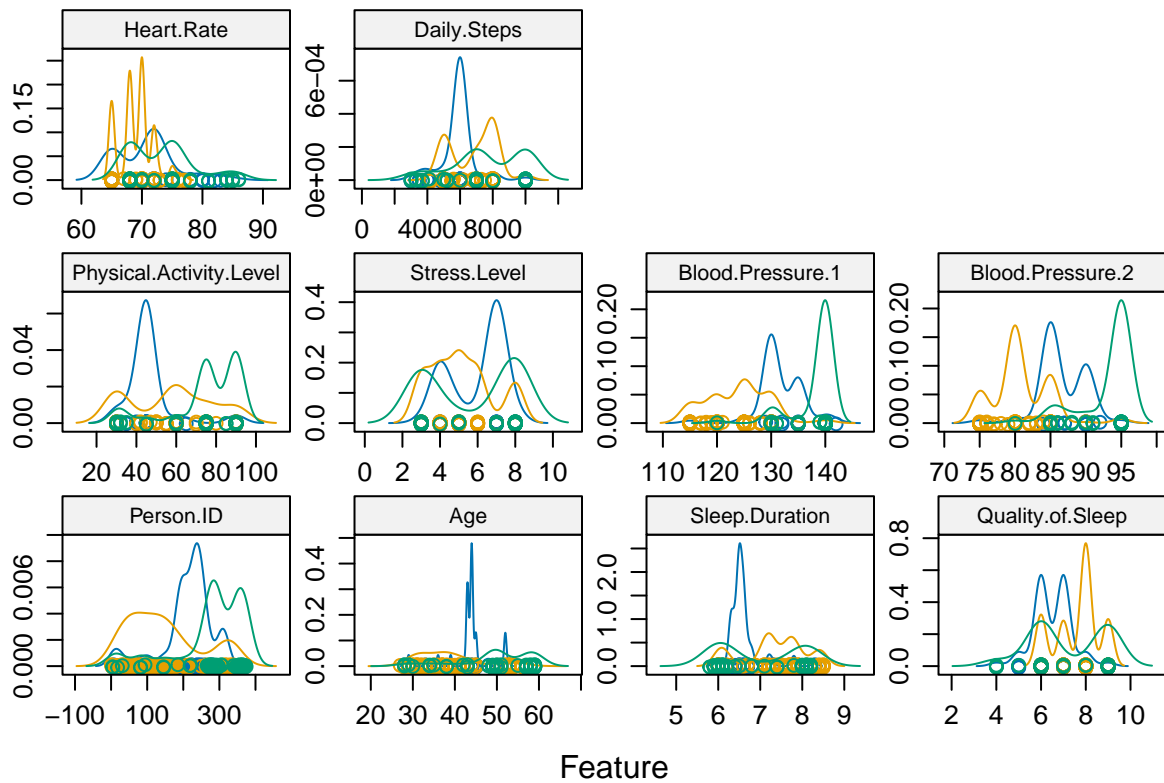 Heart.Rate
0.00 0.15
60 70 80 90
Daily.Steps
0e+00 6e−04
0 4000 8000
Physical.Activity.Level
0.00 0.04
20 40 60 80 100
Stress.Level
0.0 0.2 0.4
0 2 4 6 8 10
Blood.Pressure.1
0.00 0.10 0.20
110 120 130 140
Blood.Pressure.2
0.00 0.10 0.20
70 75 80 85 90 95
Person.ID
0.000 0.006
−100 100 300
Age
0.0 0.2 0.4
20 30 40 50 60
Sleep.Duration
0.0 1.0 2.0
5 6 7 8 9
Quality.of.Sleep
0.0 0.4 0.8
2 4 6 8 10
Feature